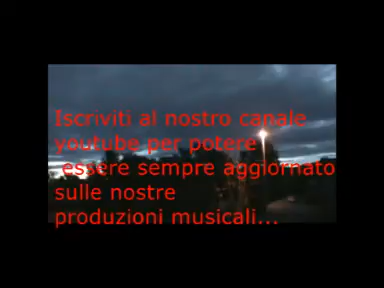 Iscriviti al nostro canale
youtube per potere
essere sempre aggiornato
sulle nostre
produzioni musicali...